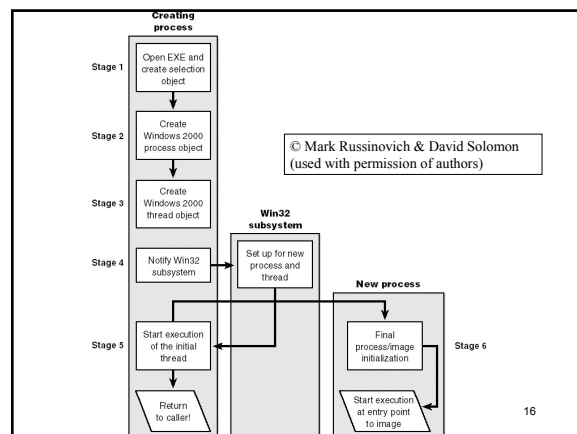 Creating
process
Stage 1
Open EXE and
create selection
object
Stage 2
Create
Windows 2000
process object
© Mark Russinovich & David Solomon
(used with permission of authors)
Stage 3
Create
Windows 2000
thread object
Win32
subsystem
Stage 4
Notify Win32
subsystem
Set up for new
process and
thread
New process
Stage 5
Start execution
of the initial
thread
Final
process/image
initialization
Stage 6
Return
to caller!
Start execution
at entry point
to image
16